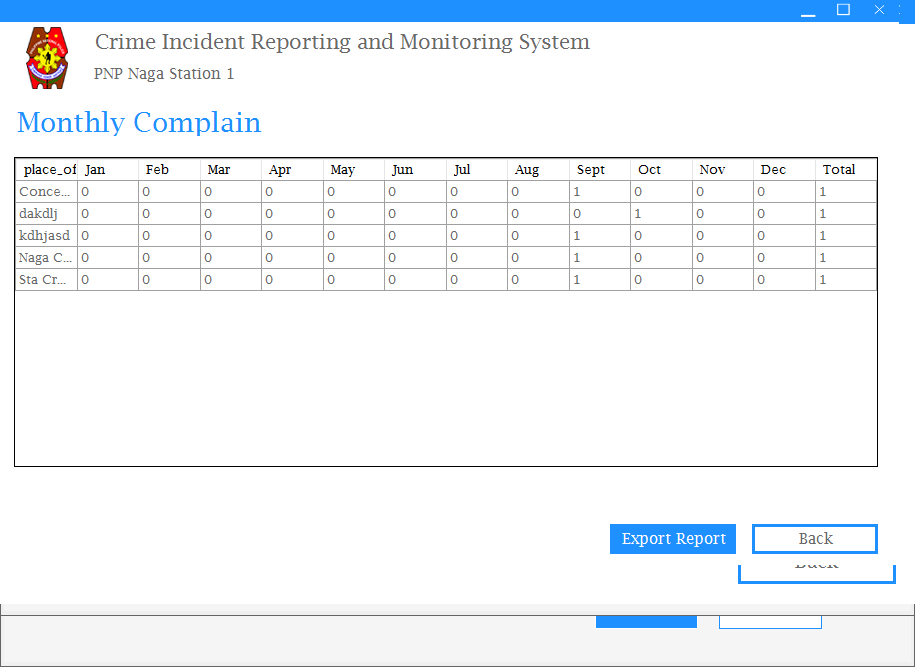 Crime Incident Reporting and Monitoring System
PNP Naga Station 1
Monthly Complain
place_of Jan Feb Mar Apr May Jun Jul Aug Sept Oct Nov Dec Total
Conce... 0 0 0 0 0 0 0 0 1 0 0 0 1
dakdlj 0 0 0 0 0 0 0 0 0 1 0 0 1
kdhjasd 0 0 0 0 0 0 0 0 1 0 0 0 1
Naga C... 0 0 0 0 0 0 0 0 1 0 0 0 1
Sta Cr... 0 0 0 0 0 0 0 0 1 0 0 0 1
Export Report Back
Back